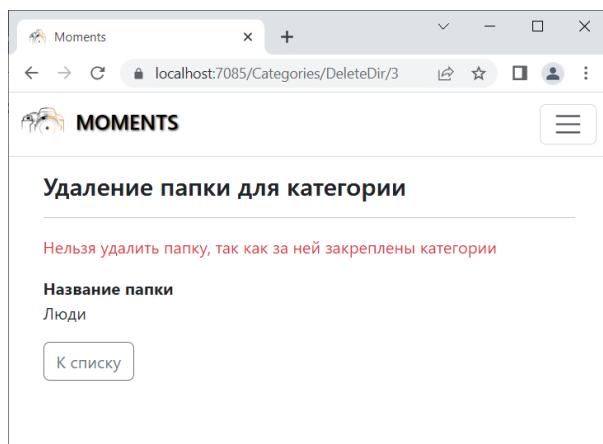 Moments
localhost:7085/Categories/DeleteDir/3
MOMENTS
Удаление папки для категории
Нельзя удалить папку, так как за ней закреплены категории
Название папки
Люди
К списку